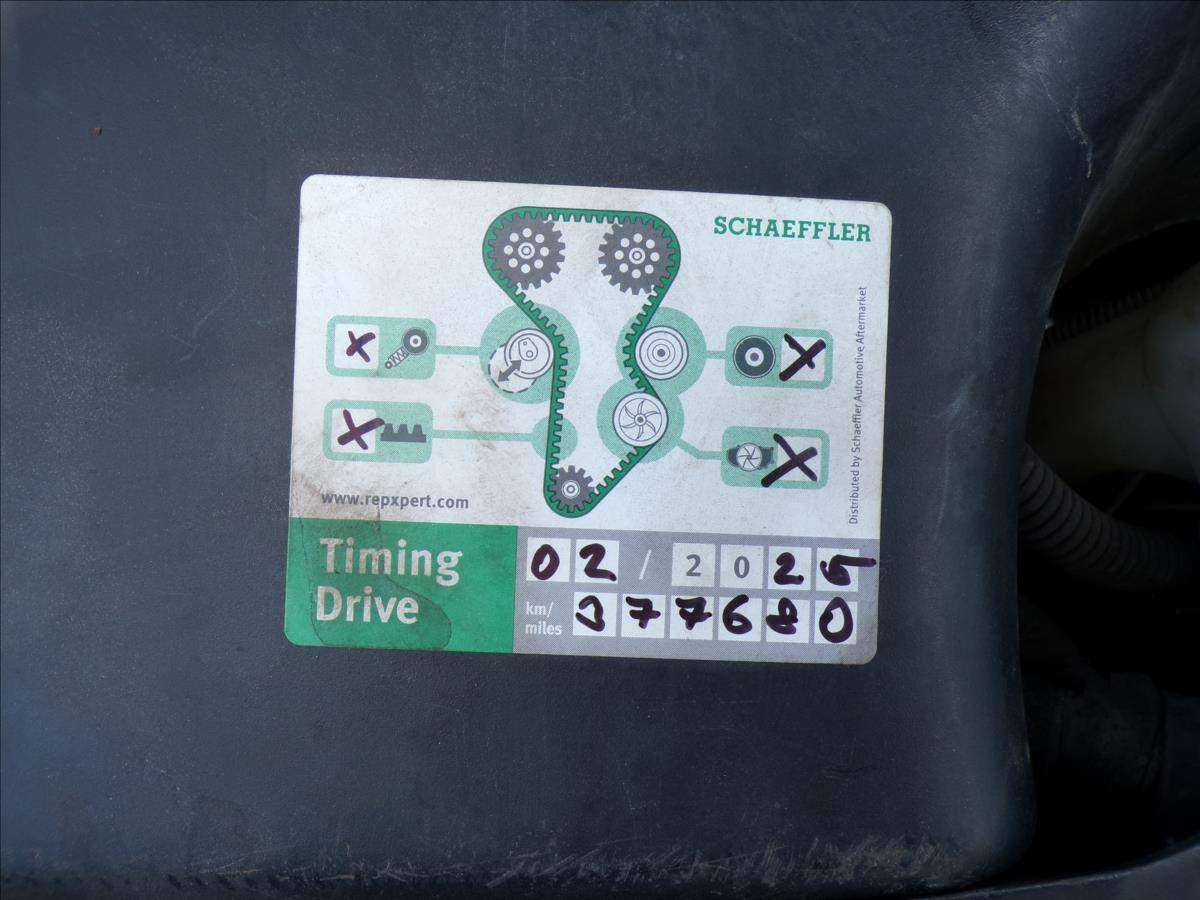 SCHAEFFLER
X
X
X
X
www.repxpert.com
Distributed by Schaeffler Automotive Aftermarket
Timing
Drive
02 / 2025
km/
miles
377680